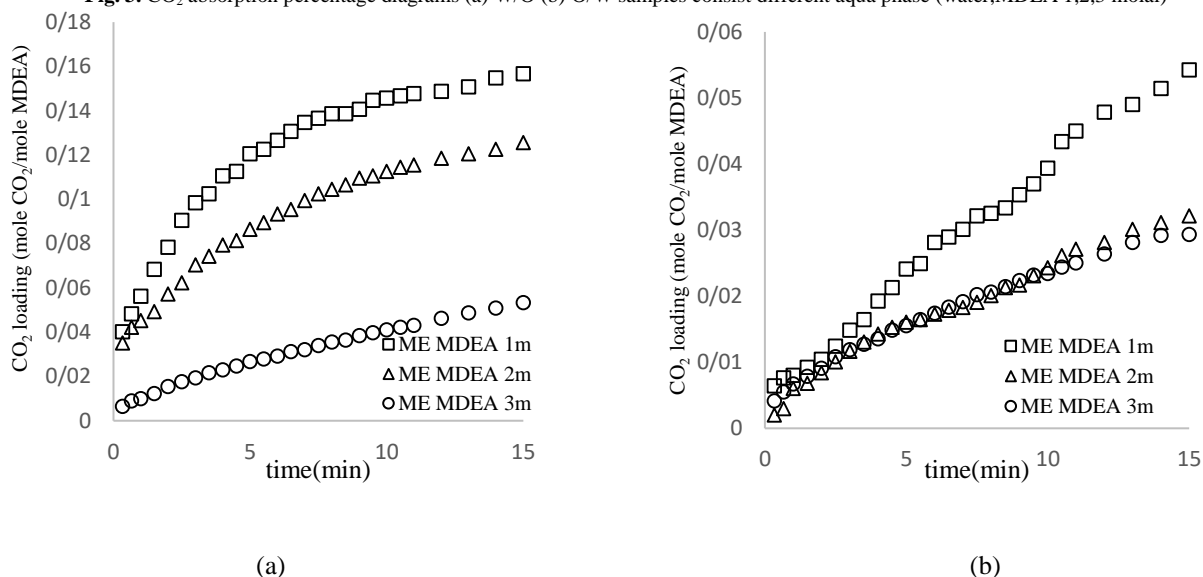 Fig. 5. CO2 absorption percentage diagrams (a) W/O (b) O/W samples consist different aqua phase (water,MDEA 1,2,3 molar)
CO2 loading (mole CO2/mole MDEA)
0/18
0/16
0/14
0/12
0/1
0/08
0/06
0/04
0/02
0
ME MDEA 1m
ME MDEA 2m
ME MDEA 3m
0
5
10
15
time(min)
(a)
CO2 loading (mole CO2/mole MDEA)
0/06
0/05
0/04
0/03
0/02
0/01
0
ME MDEA 1m
ME MDEA 2m
ME MDEA 3m
0
5
10
15
time(min)
(b)